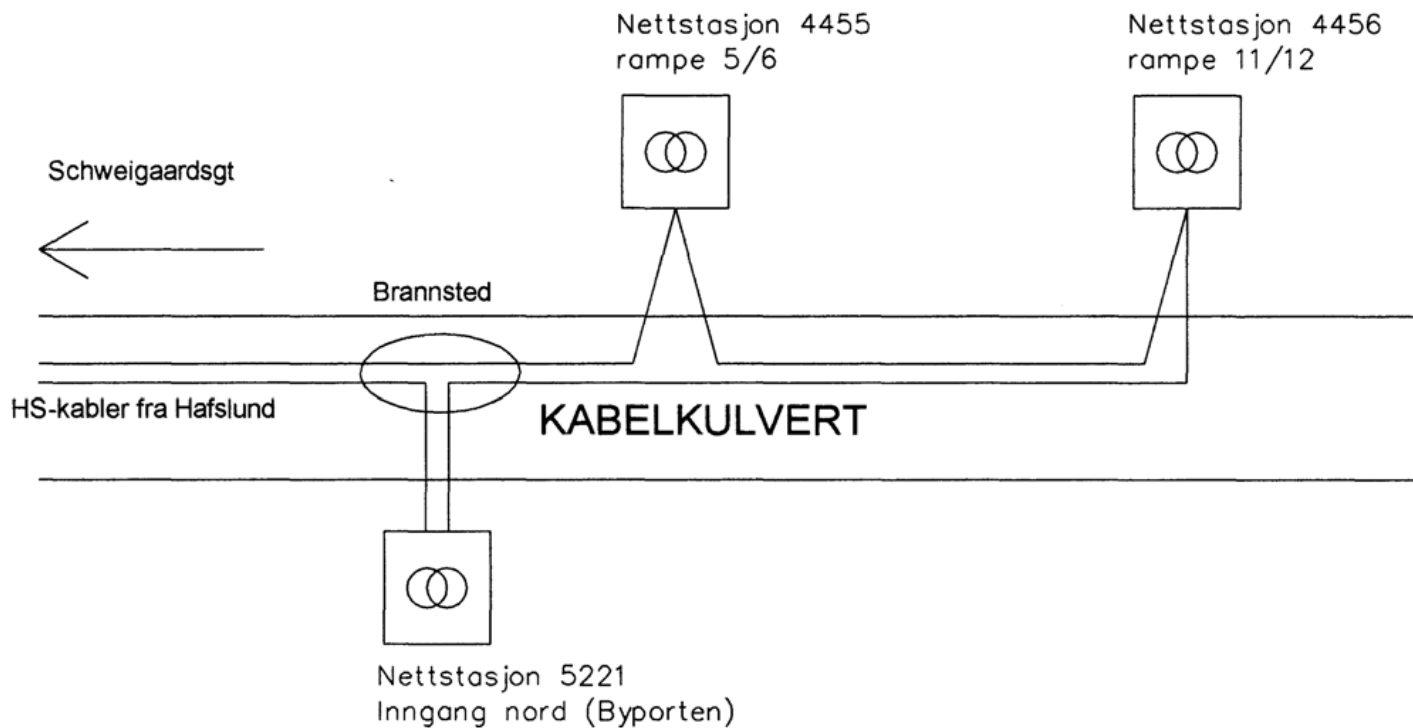 Nettstasjon 4455
rampe 5/6
Nettstasjon 4456
rampe 11/12
Schweigaardsgt
Brannsted
HS-kabler fra Hafslund
KABELKULVERT
Nettstasjon 5221
Inngang nord (Byporten)